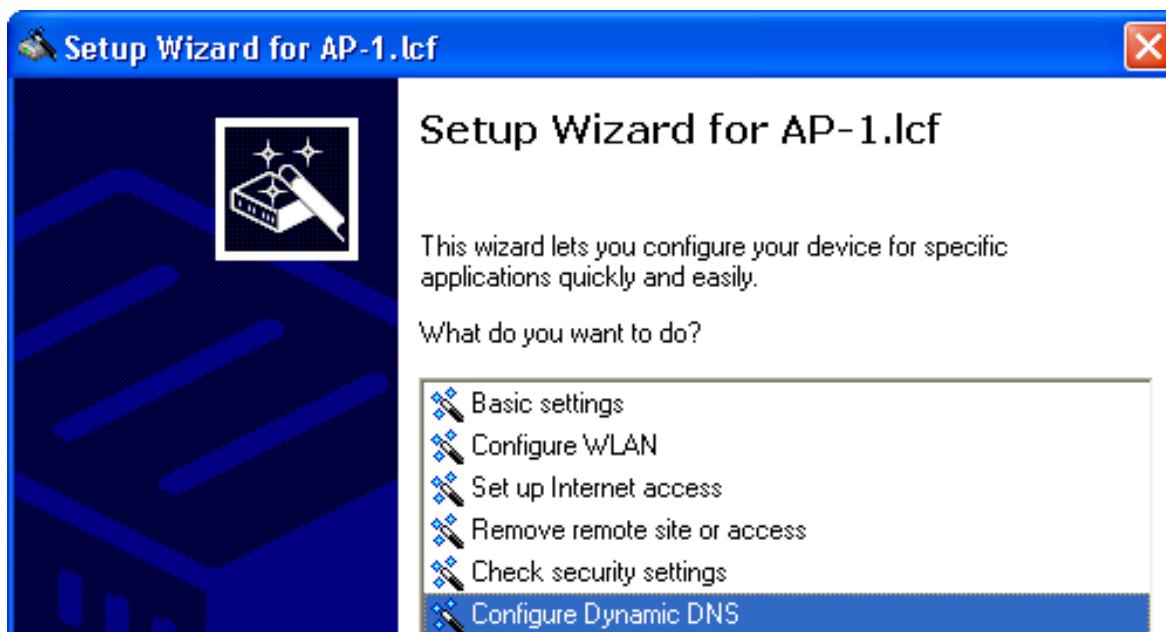 Setup Wizard for AP-1.lcf
Setup Wizard for AP-1.lcf
This wizard lets you configure your device for specific
applications quickly and easily.
What do you want to do?
Basic settings
Configure WLAN
Set up Internet access
Remove remote site or access
Check security settings
Configure Dynamic DNS